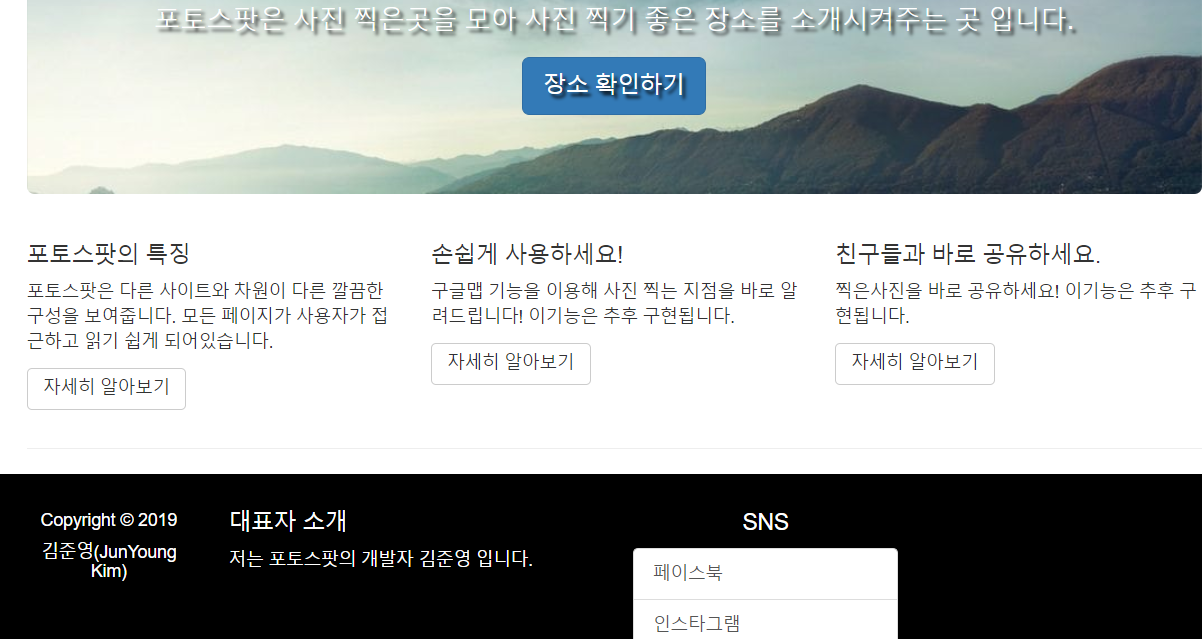 포토스팟은 사진 찍은곳을 모아 사진 찍기 좋은 장소를 소개시켜주는 곳 입니다.
장소 확인하기
포토스팟의 특징
포토스팟은 다른 사이트와 차원이 다른 깔끔한
구성을 보여줍니다. 모든 페이지가 사용자가 접
근하고 읽기 쉽게 되어있습니다.
자세히 알아보기
손쉽게 사용하세요!
구글맵 기능을 이용해 사진 찍는 지점을 바로 알
려드립니다! 이기능은 추후 구현됩니다.
자세히 알아보기
친구들과 바로 공유하세요.
찍은사진을 바로 공유하세요! 이기능은 추후 구
현됩니다.
자세히 알아보기
Copyright © 2019
김준영(JunYoung
Kim)
대표자 소개
저는 포토스팟의 개발자 김준영 입니다.
SNS
페이스북
인스타그램